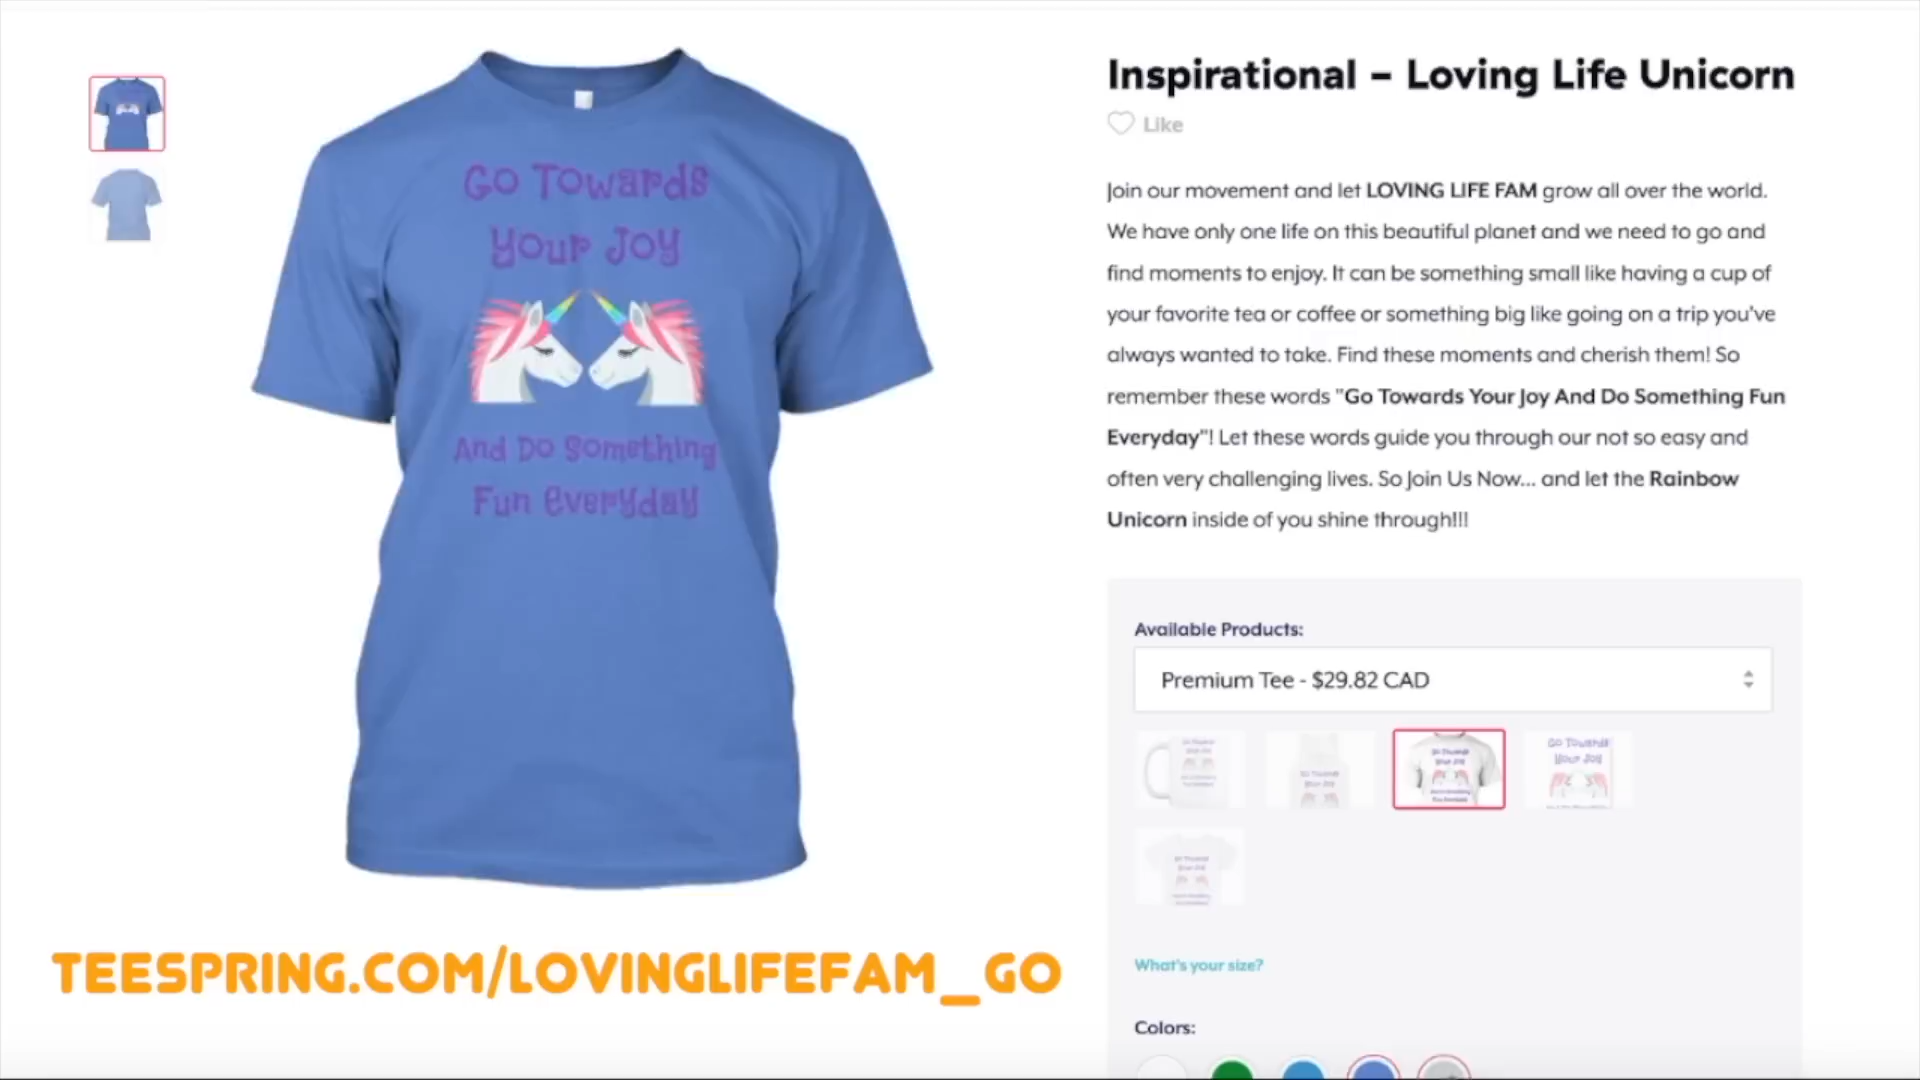 Inspirational – Loving Life Unicorn
Like
Go Towards
Your Joy
And Do Something
Fun Everyday
Join our movement and let LOVING LIFE FAM grow all over the world.
We have only one life on this beautiful planet and we need to go and
find moments to enjoy. It can be something small like having a cup of
your favorite tea or coffee or something big like going on a trip you've
always wanted to take. Find these moments and cherish them! So
remember these words "Go Towards Your Joy And Do Something Fun
Everyday"! Let these words guide you through our not so easy and
often very challenging lives. So Join Us Now... and let the Rainbow
Unicorn inside of you shine through!!!
Available Products:
Premium Tee - $29.82 CAD
Go Towards
Your Joy
What's your size?
Colors:
TEESPRING.COM/LOVINGLIFEFAM_GO